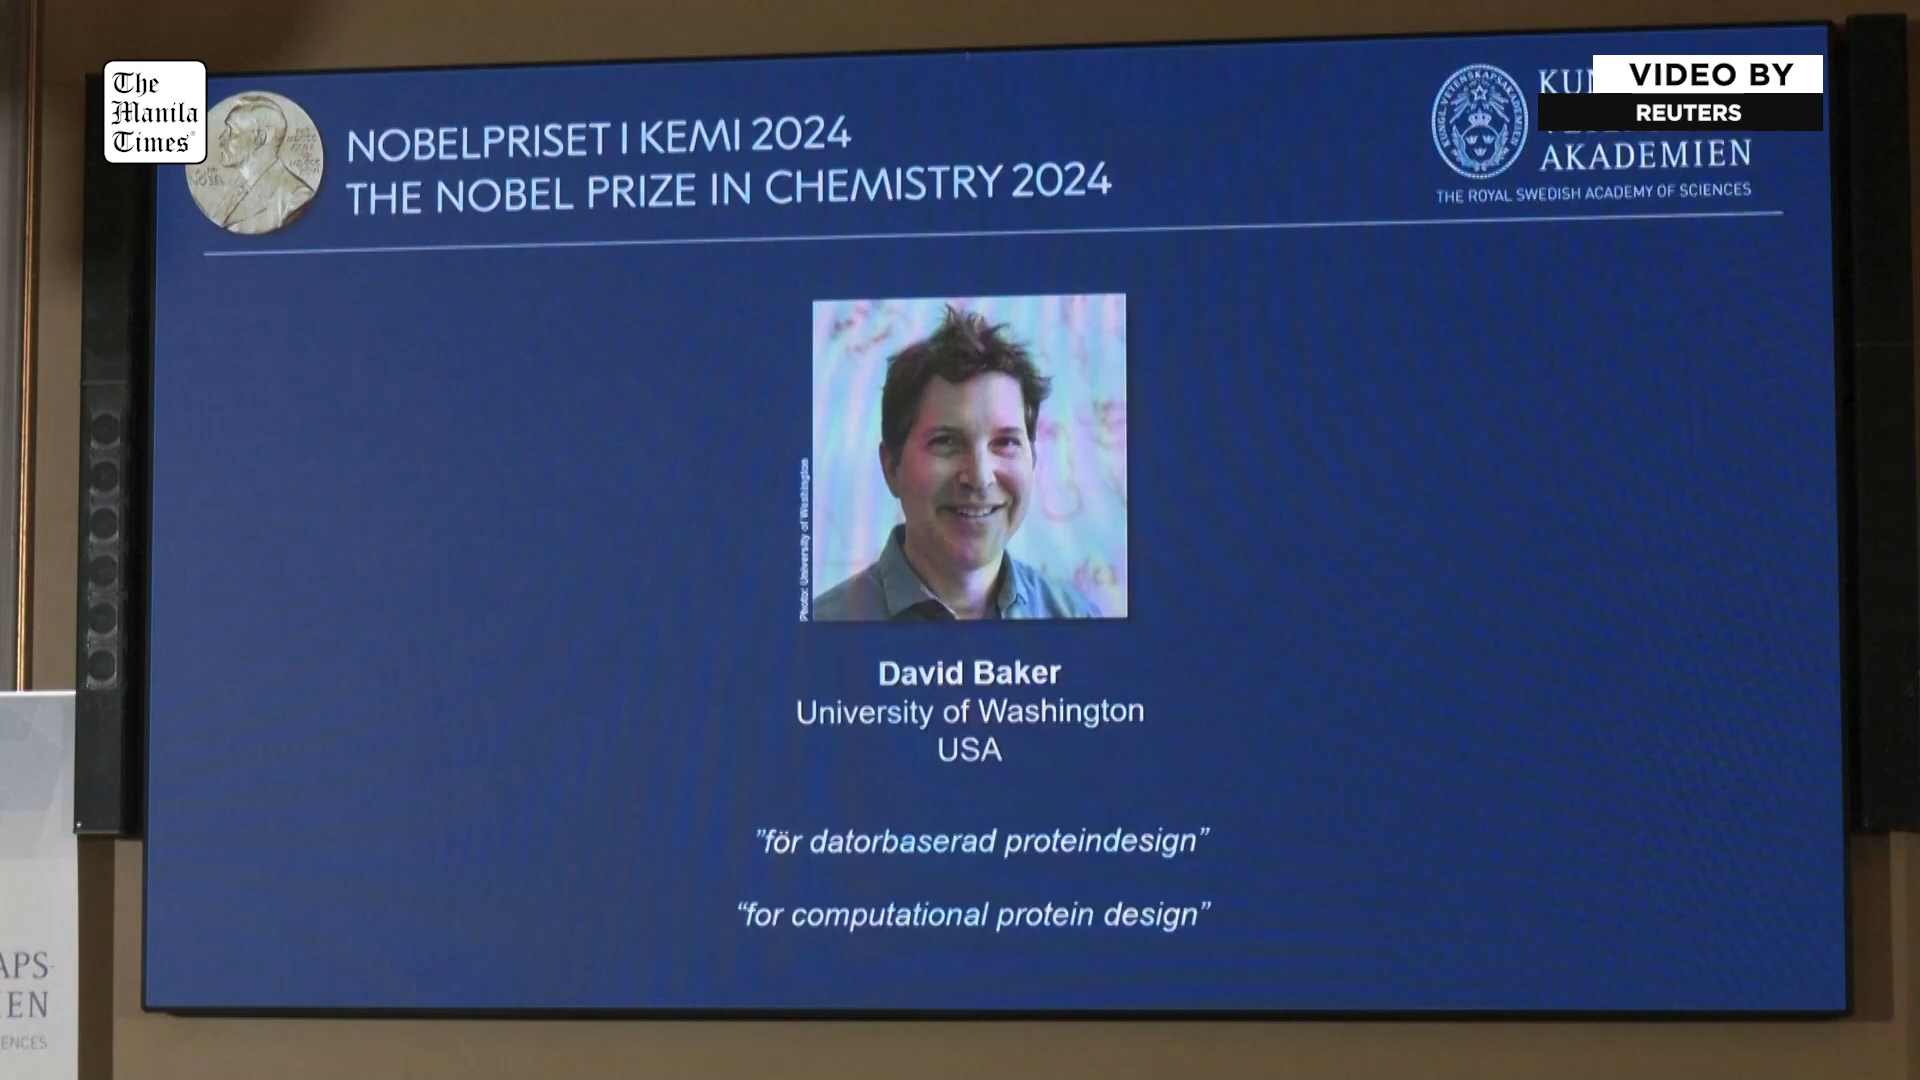 The
Manila
Times
NOBELPRISET I KEMI 2024
THE NOBEL PRIZE IN CHEMISTRY 2024
VIDEO BY
REUTERS
AKADEMIEN
THE ROYAL SWEDISH ACADEMY OF SCIENCES
Photo: University of Washington
David Baker
University of Washington
USA
"för datorbaserad proteindesign"
"for computational protein design"
APS
EN
ENCES